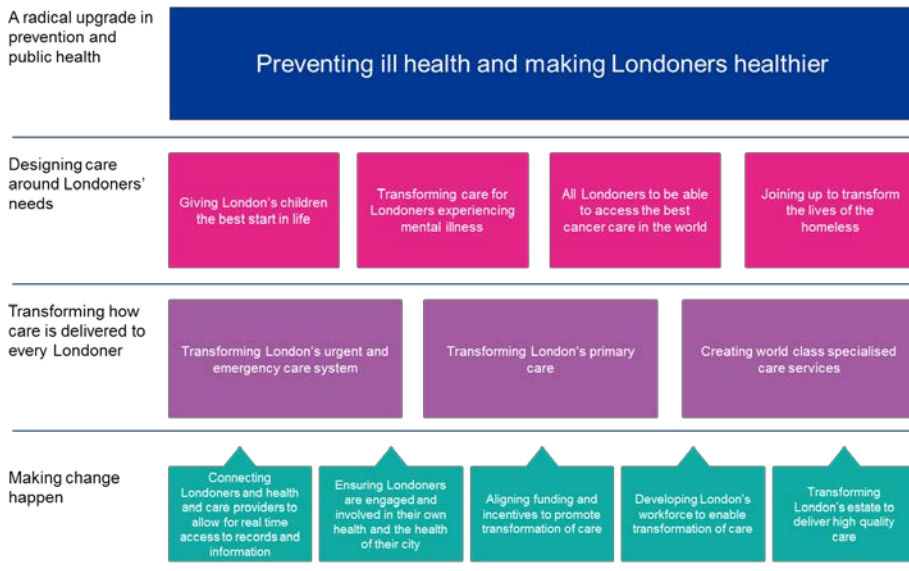 A radical upgrade in
prevention and
public health
Preventing ill health and making Londoners healthier
Designing care
around Londoners'
needs
Giving London's children
the best start in life
Transforming care for
Londoners experiencing
mental illness
All Londoners to be able
to access the best
cancer care in the world
Joining up to transform
the lives of the
homeless
Transforming how
care is delivered to
every Londoner
Transforming London's urgent and
emergency care system
Transforming London's primary
care
Creating world class specialised
care services
Making change
happen
Connecting
Londoners and health
and care providers to
allow for real time
access to records and
information
Ensuring Londoners
are engaged and
involved in their own
health and the health
of their city
Aligning funding and
incentives to promote
transformation of care
Developing London's
workforce to enable
transformation of care
Transforming
London's estate to
deliver high quality
care